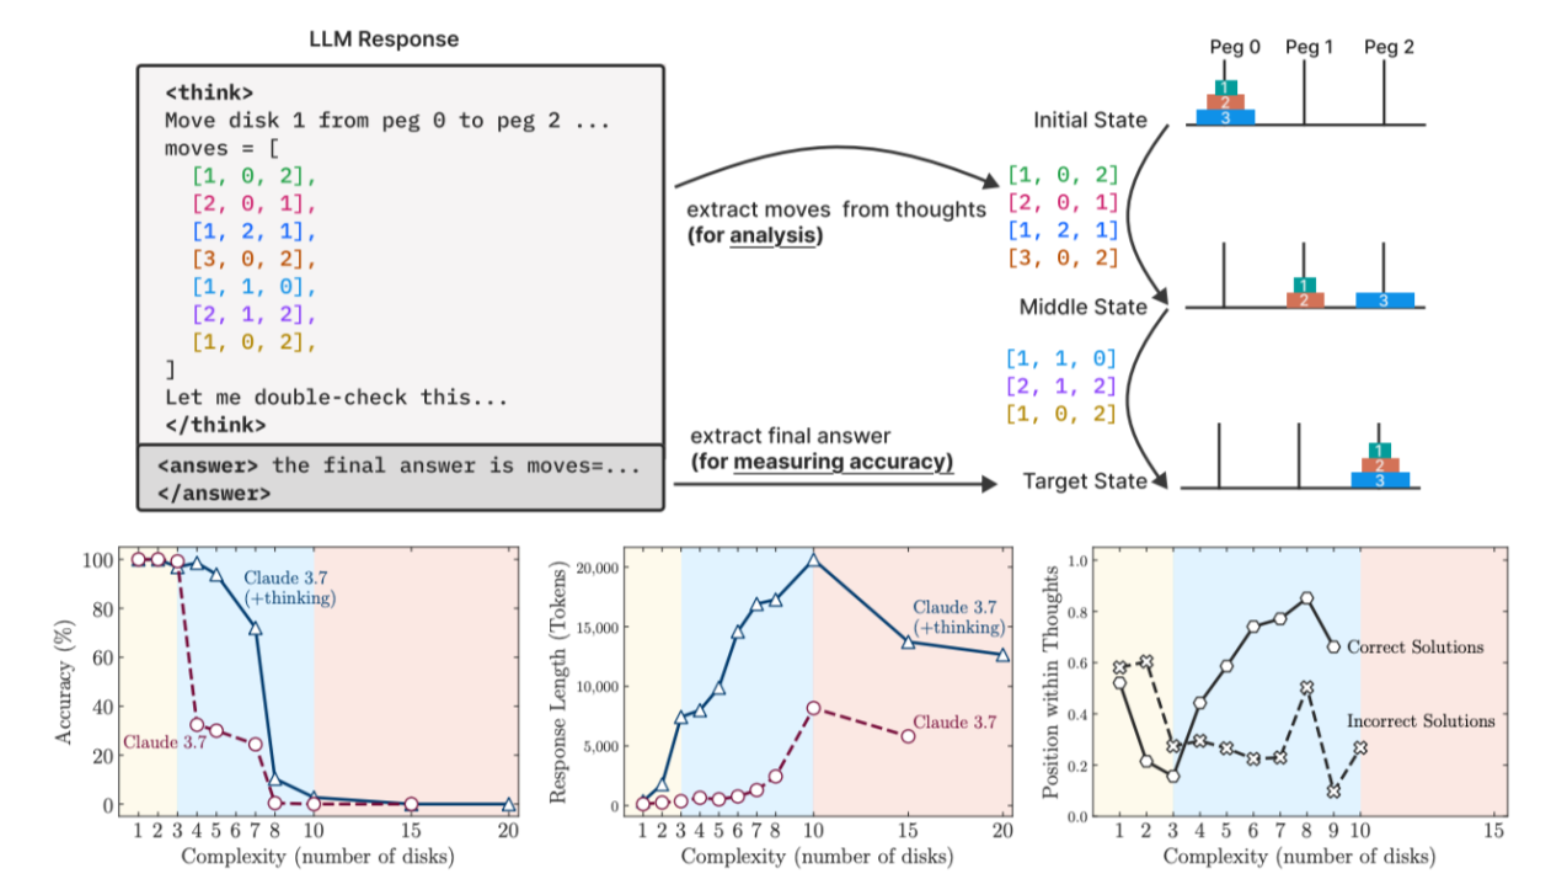 LLM Response
<think>
Move disk 1 from peg 0 to peg 2 ...
moves = [
[1, 0, 2],
[2, 0, 1],
[1, 2, 1],
[3, 0, 2],
[1, 1, 0],
[2, 1, 2],
[1, 0, 2],
]
Let me double-check this...
</think>
<answer> the final answer is moves=...
</answer>
extract moves from thoughts
(for analysis)
extract final answer
(for measuring accuracy)
Peg 0 Peg 1 Peg 2
1
2
3
Initial State
[1, 0, 2]
[2, 0, 1]
[1, 2, 1]
[3, 0, 2]
1
2 3
Middle State
[1, 1, 0]
[2, 1, 2]
[1, 0, 2]
1
2
3
Target State
Accuracy (%)
100
80
60
40
20
0
Claude 3.7
(+thinking)
Claude 3.7
1 2 3 4 5 6 7 8 10 15 20
Complexity (number of disks)
Response Length (Tokens)
20,000
15,000
10,000
5,000
0
Claude 3.7
(+thinking)
Claude 3.7
1 2 3 4 5 6 7 8 10 15 20
Complexity (number of disks)
Position within Thoughts
1.0
0.8
0.6
0.4
0.2
0.0
Correct Solutions
Incorrect Solutions
1 2 3 4 5 6 7 8 9 10 15
Complexity (number of disks)